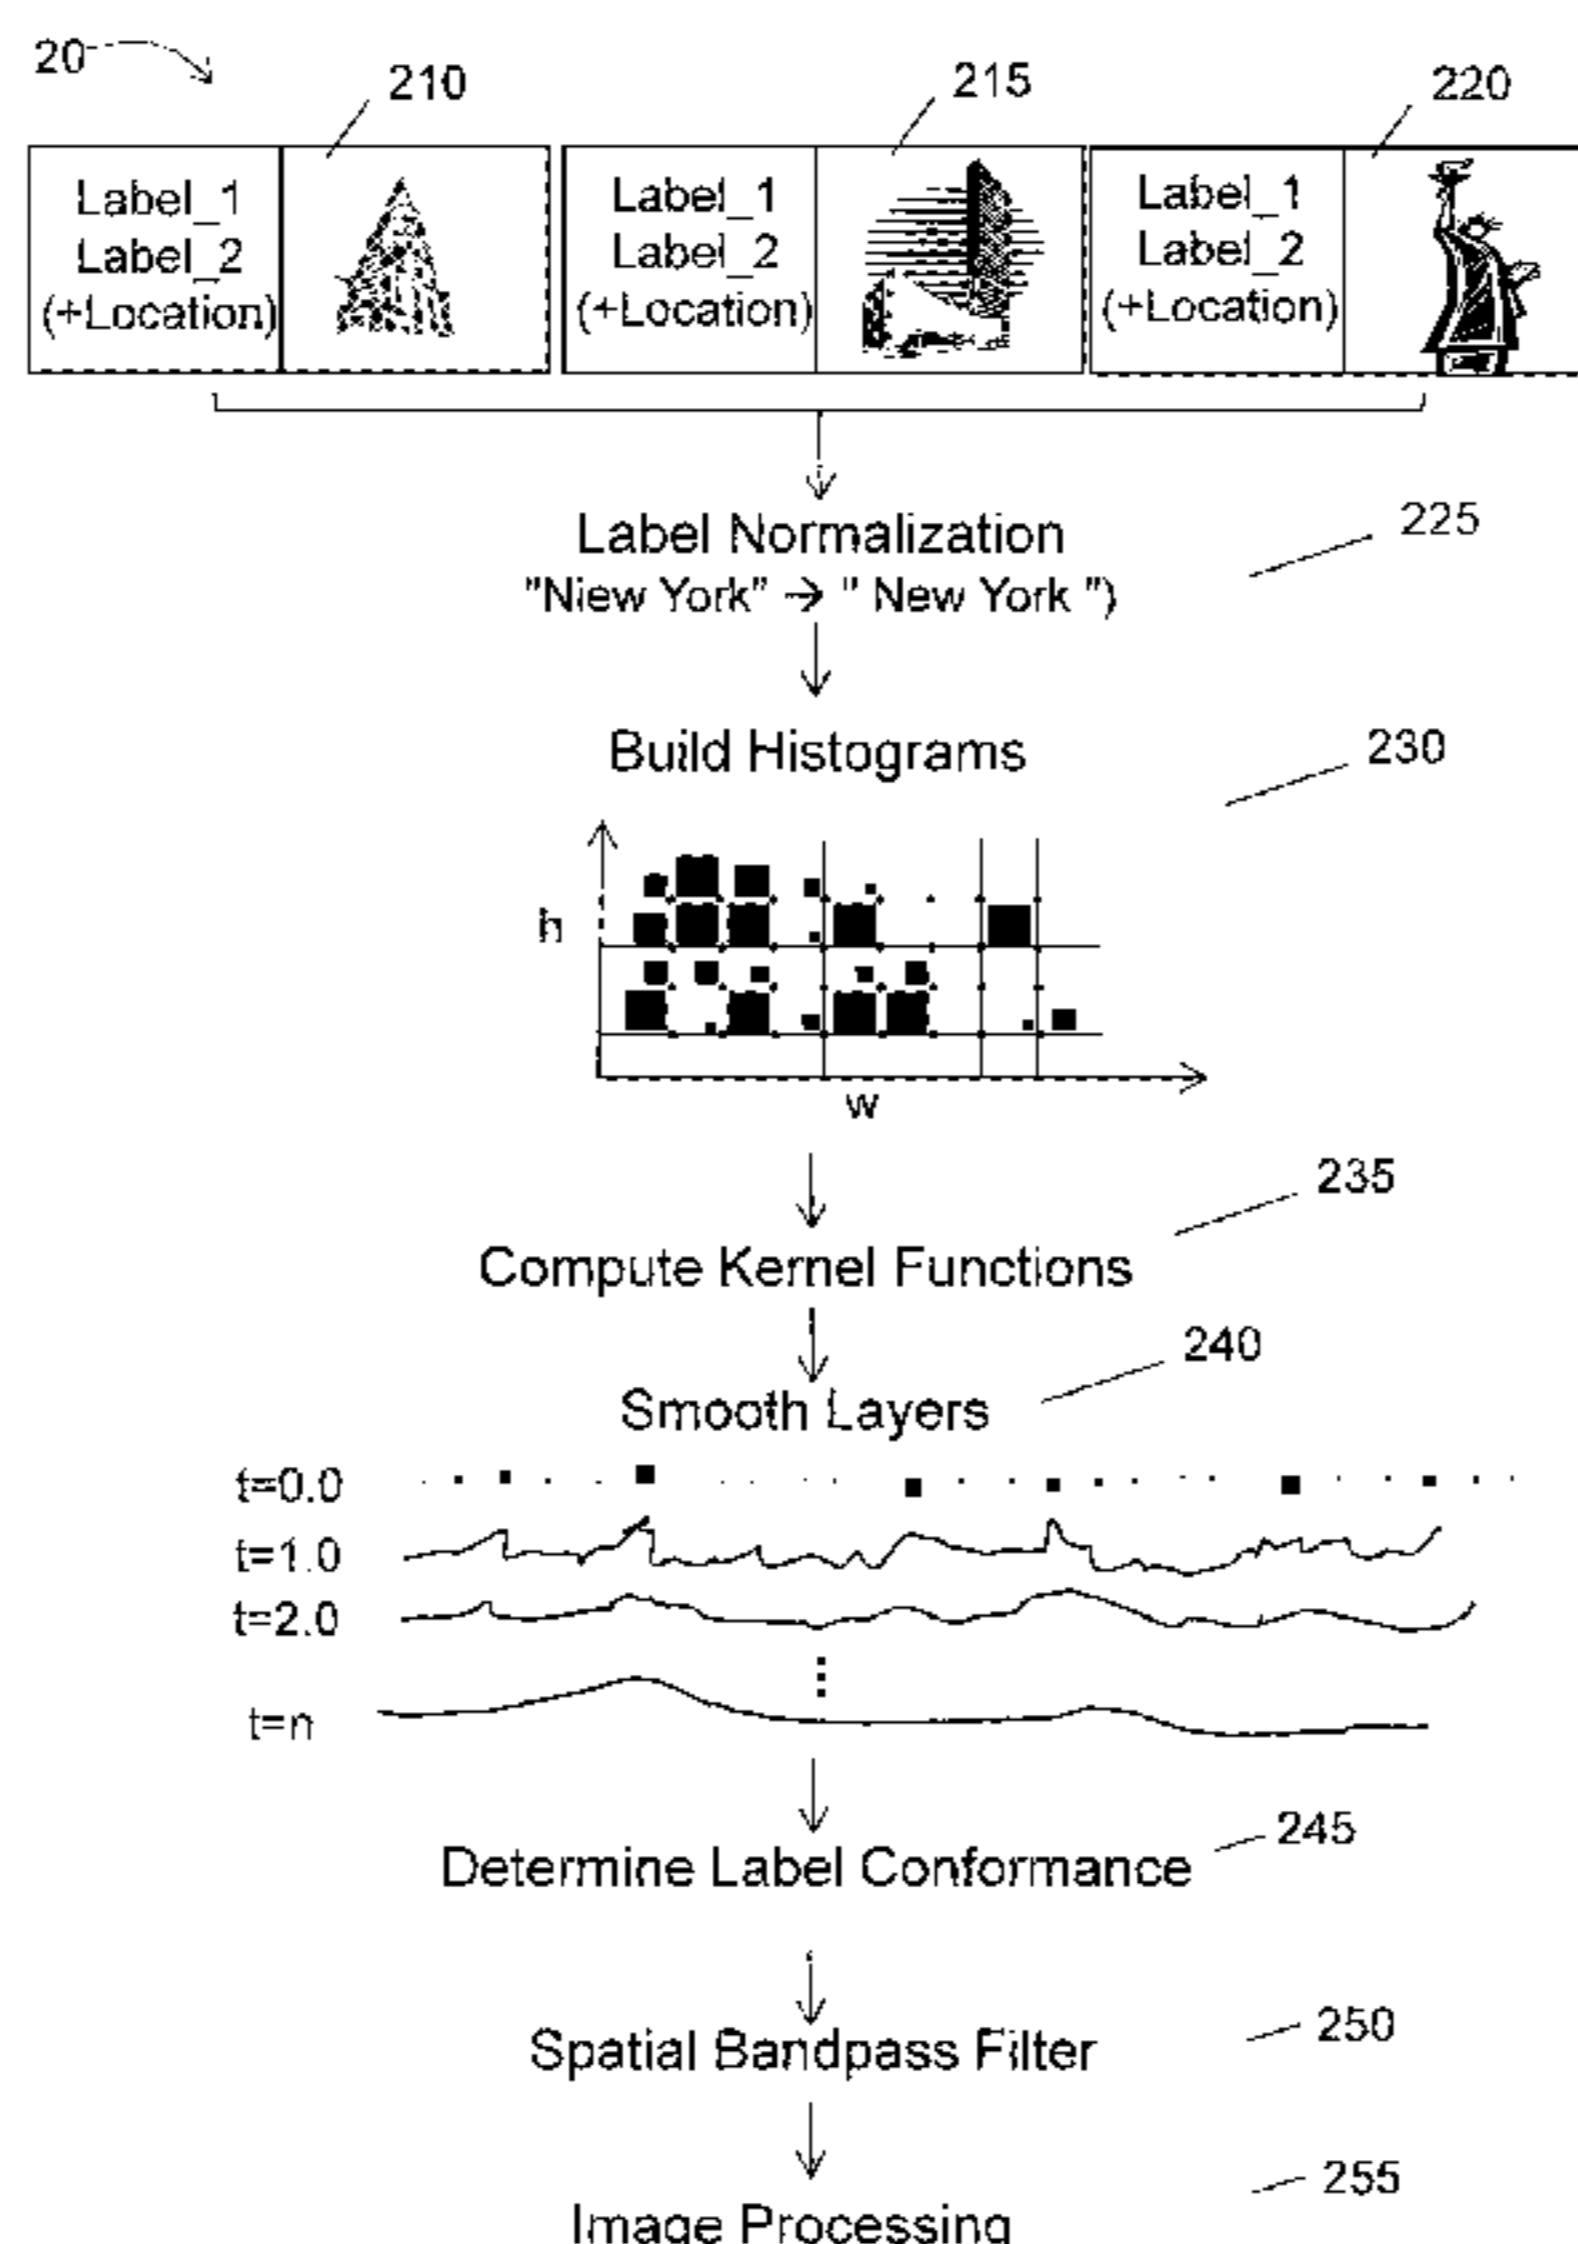 20
210
215
220
Label_1
Label_2
(+Location)
Label_1
Label_2
(+Location)
Label_1
Label_2
(+Location)
Label Normalization
225
"Niew York" → " New York ")
Build Histograms
230
h
w
235
Compute Kernel Functions
240
Smooth Layers
t=0.0
t=1.0
t=2.0
t=n
245
Determine Label Conformance
250
Spatial Bandpass Filter
255
Image Processing